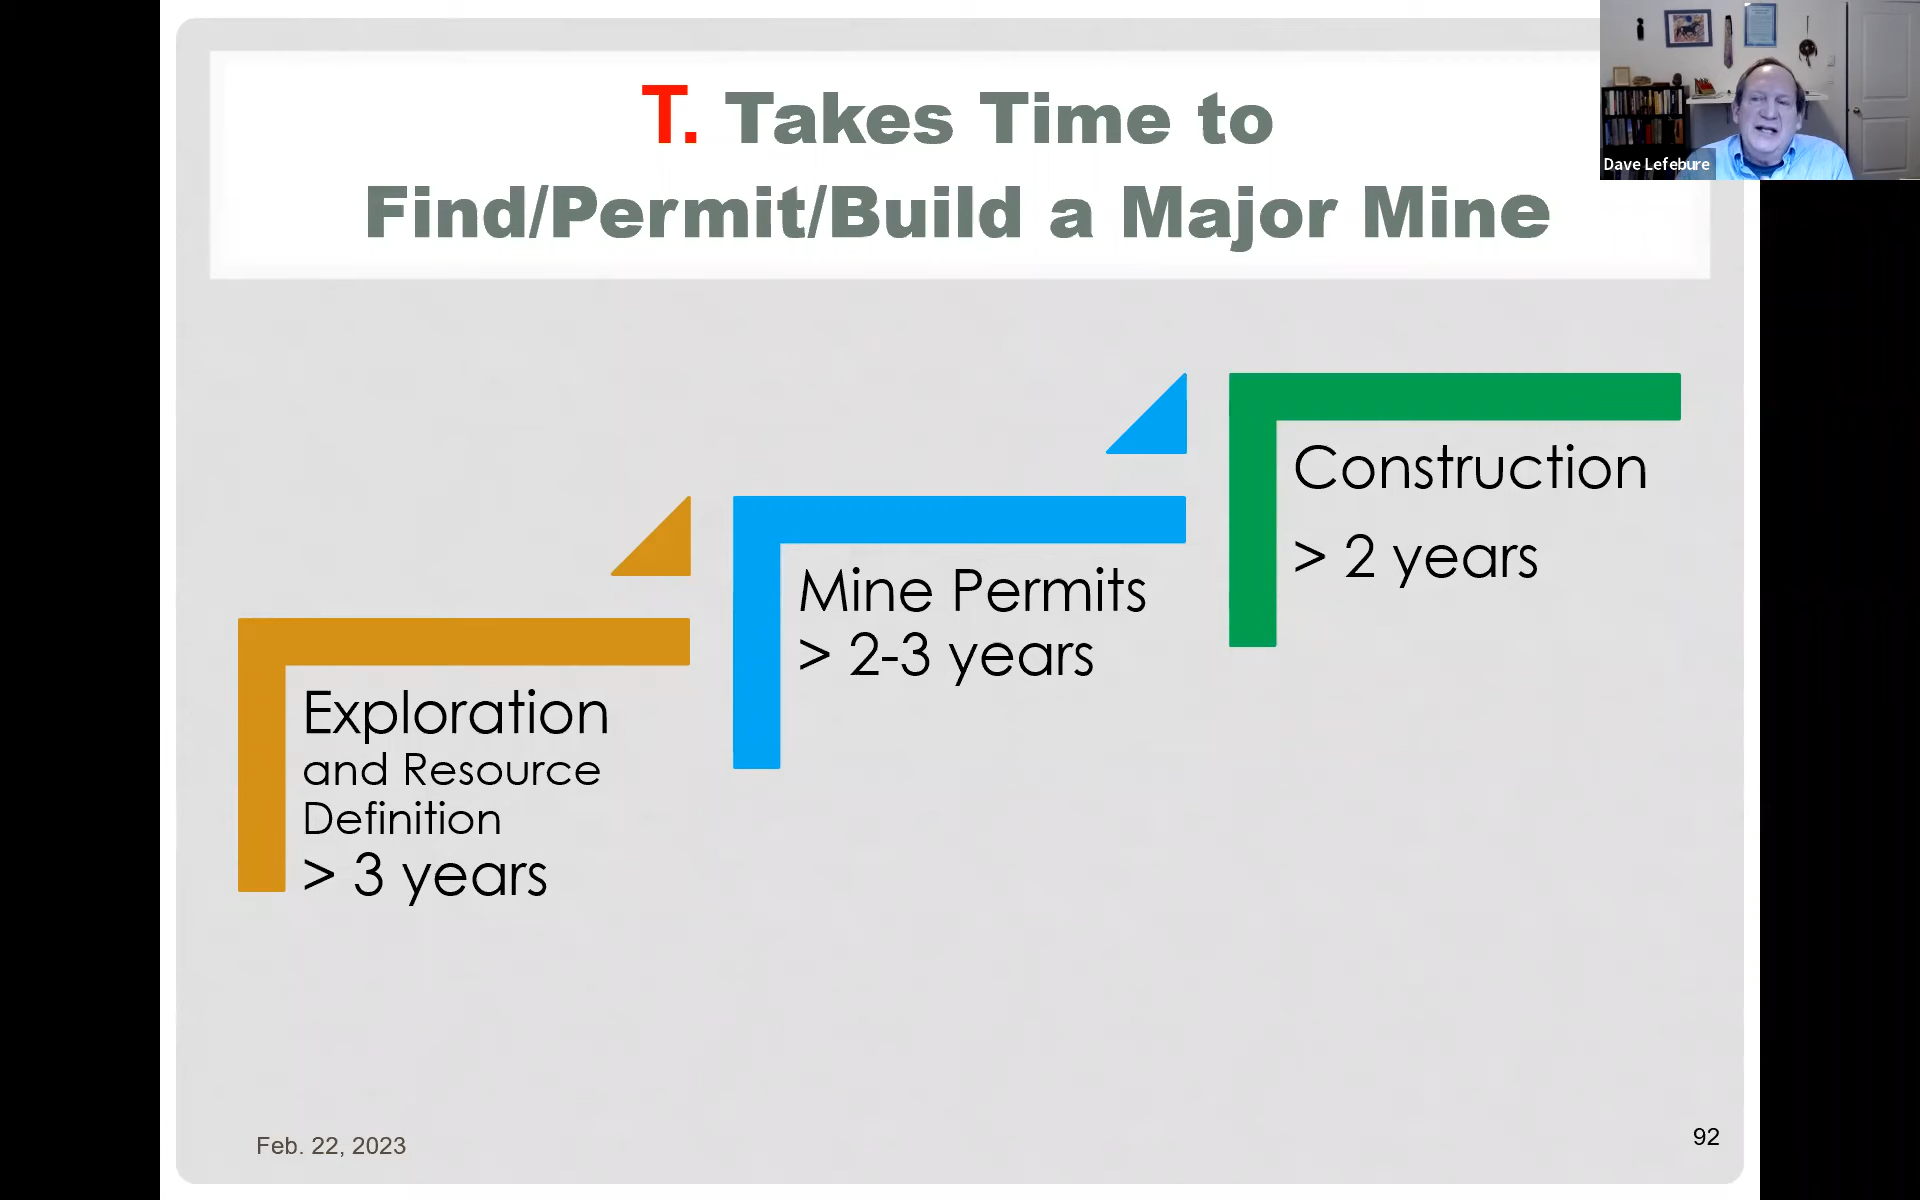 T. Takes Time to
Find/Permit/Build a Major Mine
Dave Lefebure
Exploration
and Resource
Definition
> 3 years
Mine Permits
> 2-3 years
Construction
> 2 years
Feb. 22, 2023
92